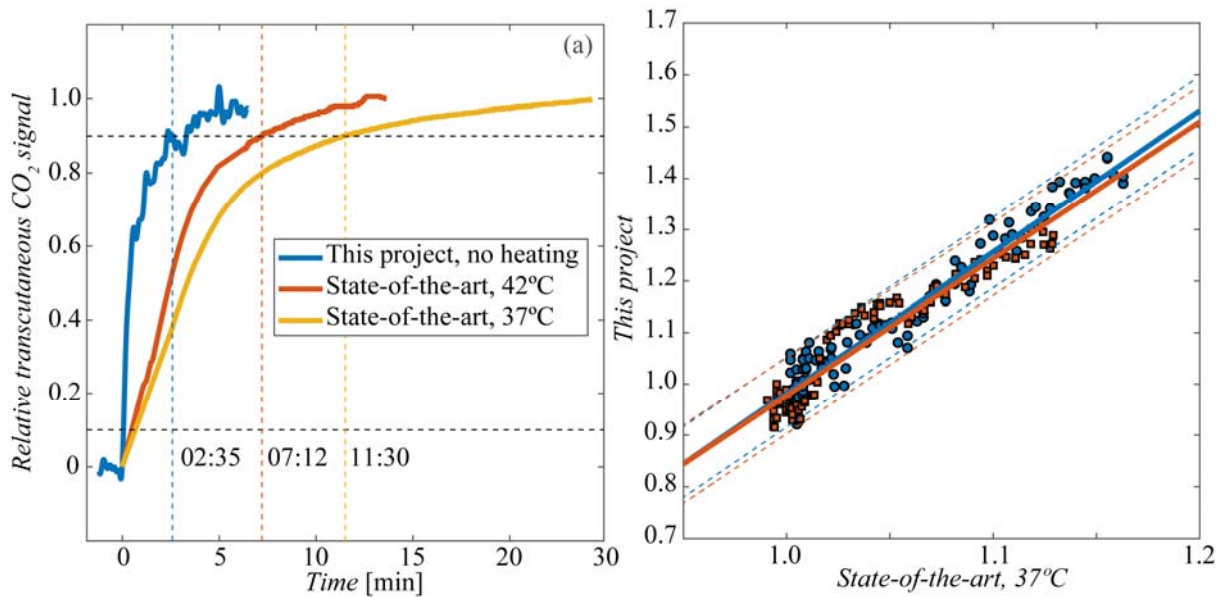 (a)
Relative transcutaneous CO2 signal
1.0
0.8
0.6
0.4
0.2
0
This project, no heating
State-of-the-art, 42ºC
State-of-the-art, 37ºC
02:35 07:12 11:30
0 5 10 15 20 25 30
Time [min]
This project
1.7
1.6
1.5
1.4
1.3
1.2
1.1
1.0
0.9
0.8
0.7
1.0 1.1 1.2
State-of-the-art, 37ºC